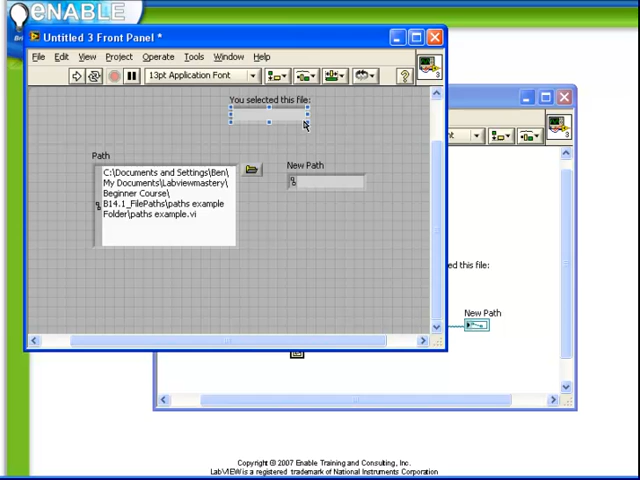 eNABLE
Untitled 3 Front Panel *
File Edit View Project Operate Tools Window Help
13pt Application Font
You selected this file:
Path
C:\Documents and Settings\Ben\
My Documents\Labviewmastery\
Beginner Course\
B14.1_FilePaths\paths example
Folder\paths example.vi
New Path
ed this file:
New Path
Copyright © 2007 Enable Training and Consulting, Inc.
LabVIEW is a registered trademark of National Instruments Corporation